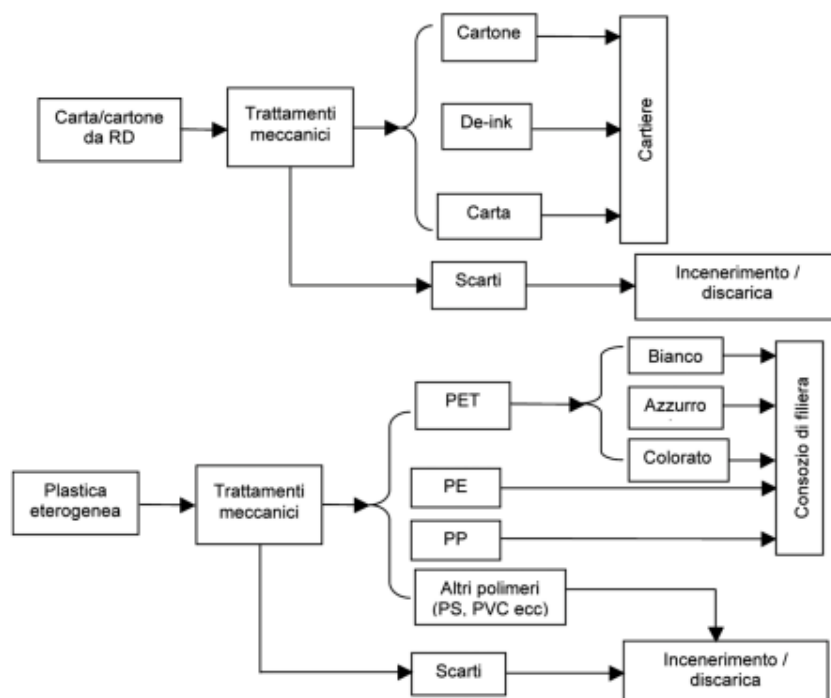 Cartone
Carta/cartone
da RD
Trattamenti
meccanici
De-ink
Cartiere
Carta
Scarti
Incenerimento /
discarica
Bianco
PET
Azzurro
Colorato
Plastica
eterogenea
Trattamenti
meccanici
PE
PP
Consozio di filiera
Altri polimeri
(PS, PVC ecc)
Scarti
Incenerimento /
discarica